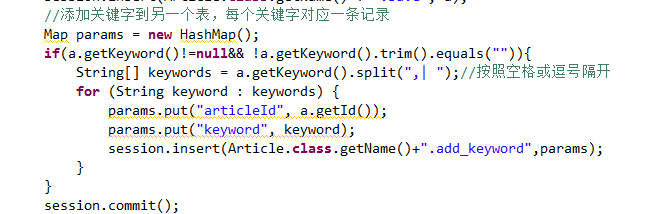 //添加关键字到另一个表，每个关键字对应一条记录
Map params = new HashMap();
if(a.getKeyword()!=null&& !a.getKeyword().trim().equals("")){
String[] keywords = a.getKeyword().split(",| ");//按照空格或逗号隔开
for (String keyword : keywords) {
params.put("articleId", a.getId());
params.put("keyword", keyword);
session.insert(Article.class.getName()+".add_keyword",params);
}
}
session.commit();